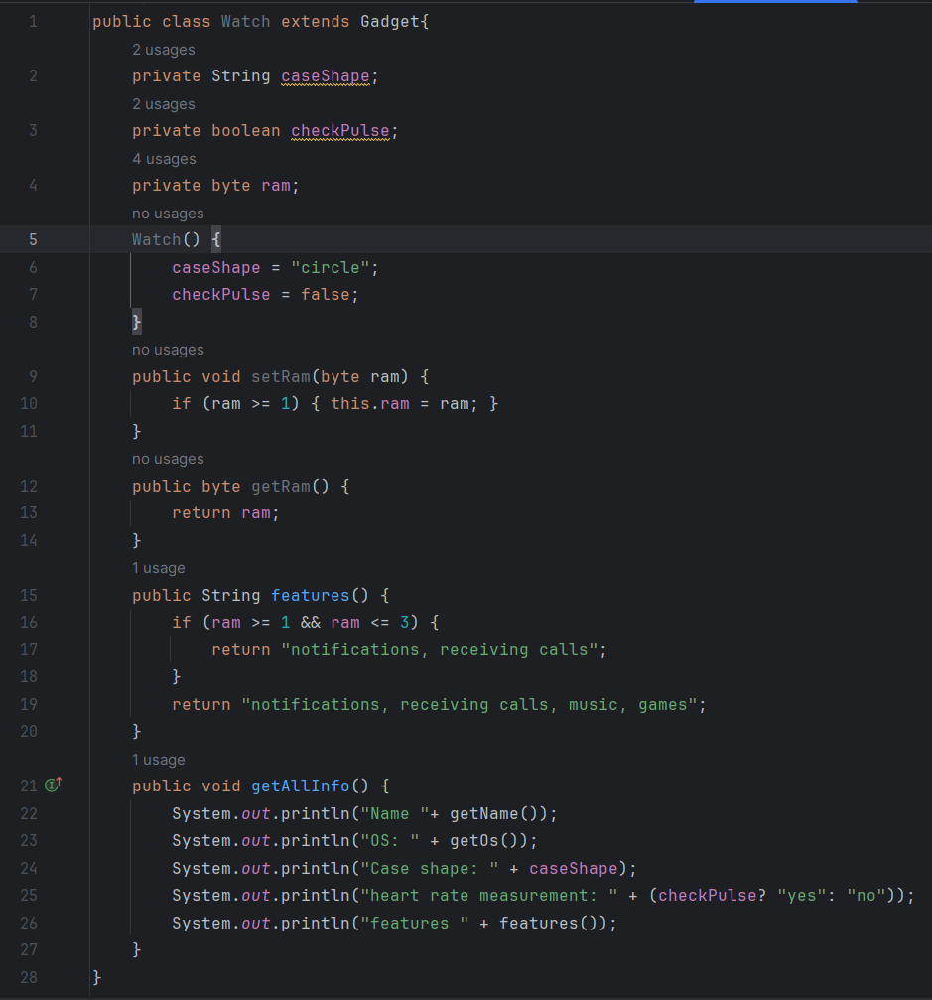 1 public class Watch extends Gadget{
2 usages
2 private String caseShape;
2 usages
3 private boolean checkPulse;
4 usages
4 private byte ram;
no usages
5 Watch() {
6 caseShape = "circle";
7 checkPulse = false;
8 }
no usages
9 public void setRam(byte ram) {
10 if (ram >= 1) { this.ram = ram; }
11 }
no usages
12 public byte getRam() {
13 return ram;
14 }
1 usage
15 public String features() {
16 if (ram >= 1 && ram <= 3) {
17 return "notifications, receiving calls";
18 }
19 return "notifications, receiving calls, music, games";
20 }
1 usage
21 public void getAllInfo() {
22 System.out.println("Name "+ getName());
23 System.out.println("OS: " + getOs());
24 System.out.println("Case shape: " + caseShape);
25 System.out.println("heart rate measurement: " + (checkPulse? "yes": "no"));
26 System.out.println("features " + features());
27 }
28 }